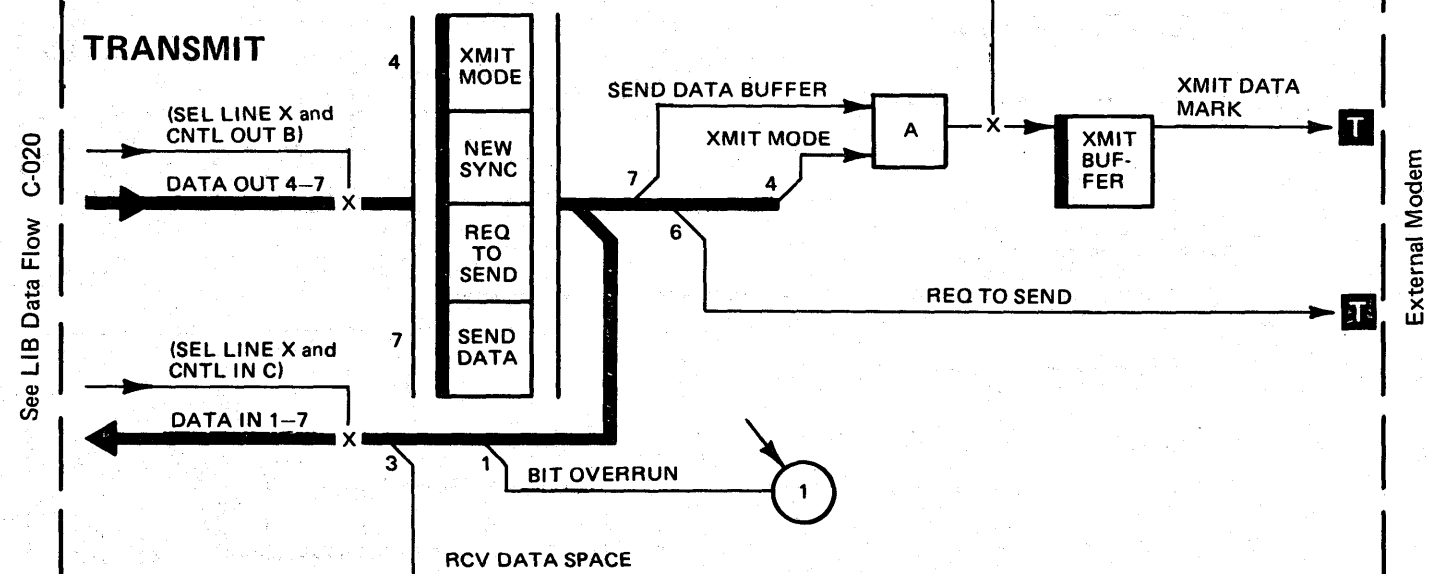 TRANSMIT
4
XMIT
MODE
NEW
SYNC
REQ
TO
SEND
SEND
DATA
7
(SEL LINE X and
CNTL OUT B)
DATA OUT 4–7
X
(SEL LINE X and
CNTL IN C)
DATA IN 1–7
X
3
1
BIT OVERRUN
1
RCV DATA SPACE
SEND DATA BUFFER
XMIT MODE
7
4
6
A
X
XMIT
BUF-
FER
XMIT DATA
MARK
T
REQ TO SEND
T
See LIB Data Flow C-020
External Modem